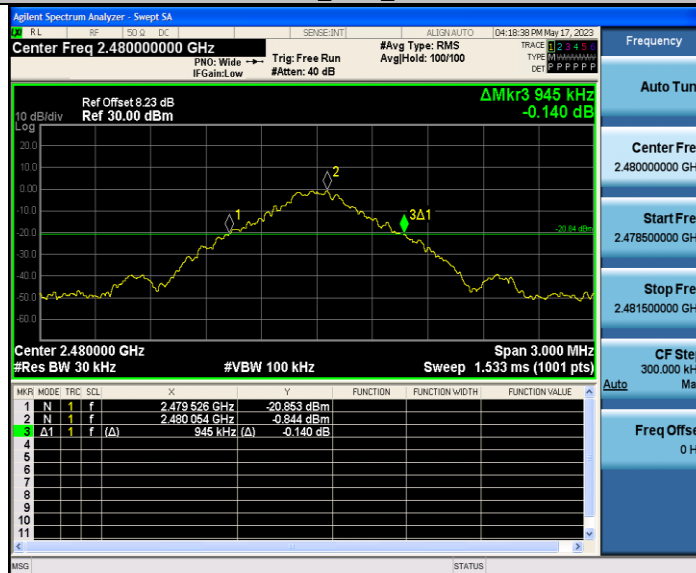 Agilent Spectrum Analyzer - Swept SA
RL RF 50 Ω DC SENSE:INT ALIGN AUTO 04:18:38 PM May 17, 2023
Center Freq 2.480000000 GHz
PNO: Wide
IFGain:Low
Trig: Free Run
#Atten: 40 dB
#Avg Type: RMS
Avg|Hold: 100/100
TRACE 1 2 3 4 5 6
TYPE M
DET P P P P P P
Frequency
ΔMkr3 945 kHz
-0.140 dB
Ref Offset 8.23 dB
10 dB/div Ref 30.00 dBm
Log
20.0
10.0
0.00
-10.0
-20.0
-30.0
-40.0
-50.0
-60.0
1
2
3Δ1
-20.84 dBm
Center 2.480000 GHz Span 3.000 MHz
#Res BW 30 kHz #VBW 100 kHz Sweep 1.533 ms (1001 pts)
MKR MODE TRC SCL X Y FUNCTION FUNCTION WIDTH FUNCTION VALUE
1 N 1 f 2.479 526 GHz -20.853 dBm
2 N 1 f 2.480 054 GHz -0.844 dBm
3 Δ1 1 f (Δ) 945 kHz (Δ) -0.140 dB
4
5
6
7
8
9
10
11
MSG STATUS
Auto Tun
Center Fre
2.480000000 GH
Start Fre
2.478500000 GH
Stop Fre
2.481500000 GH
CF Ste
300.000 kH
Auto Ma
Freq Offse
0 H